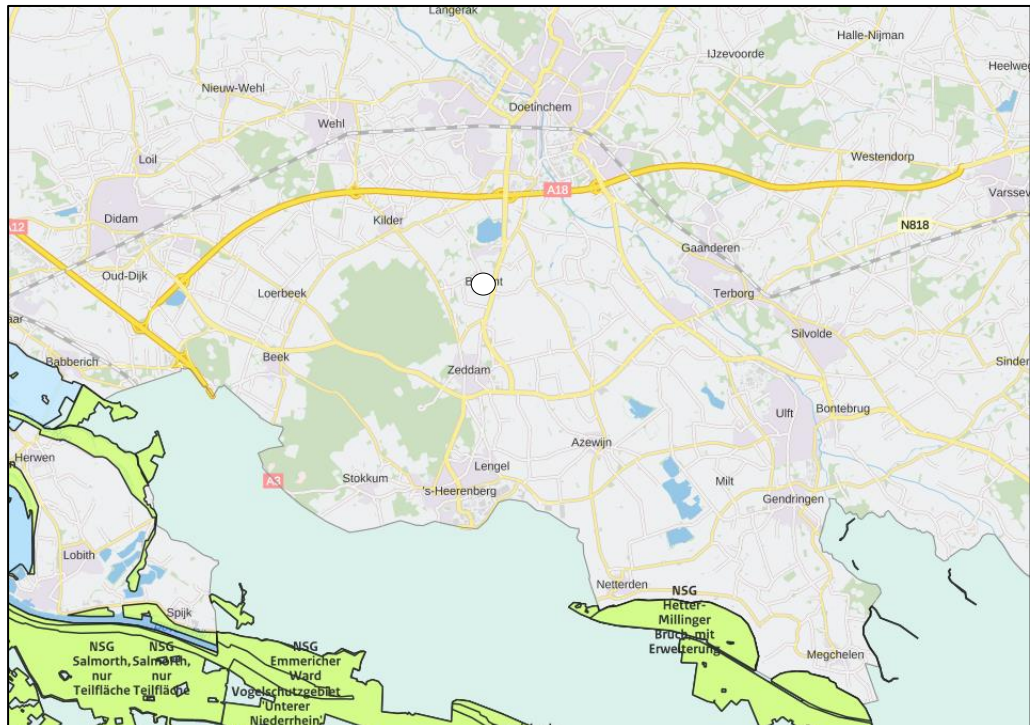 Langerak
Halle-Nijman
IJzevoorde
Heelweg
Nieuw-Wehl
Doetinchem
Wehl
Loil
Westendorp
A18
Varssev
Didam
Kilder
N818
A12
Gaanderen
Oud-Dijk
Loerbeek
Terborg
Silvolde
Babberich
Beek
Zeddam
Sinder
Ulft
Bontebrug
Azewijn
Herwen
Lengel
A3
Stokkum
's-Heerenberg
Milt
Gendringen
Lobith
Netterden
Spijk
NSG
Hetter-
Millinger
Bruch, mit
Erweiterung
Megchelen
NSG
Salmorth,
nur
Teilfläche
NSG
Salmorth,
nur
Teilfläche
NSG
Emmericher
Ward
Vogelschutzgebiet
'Unterer
Niederrhein'